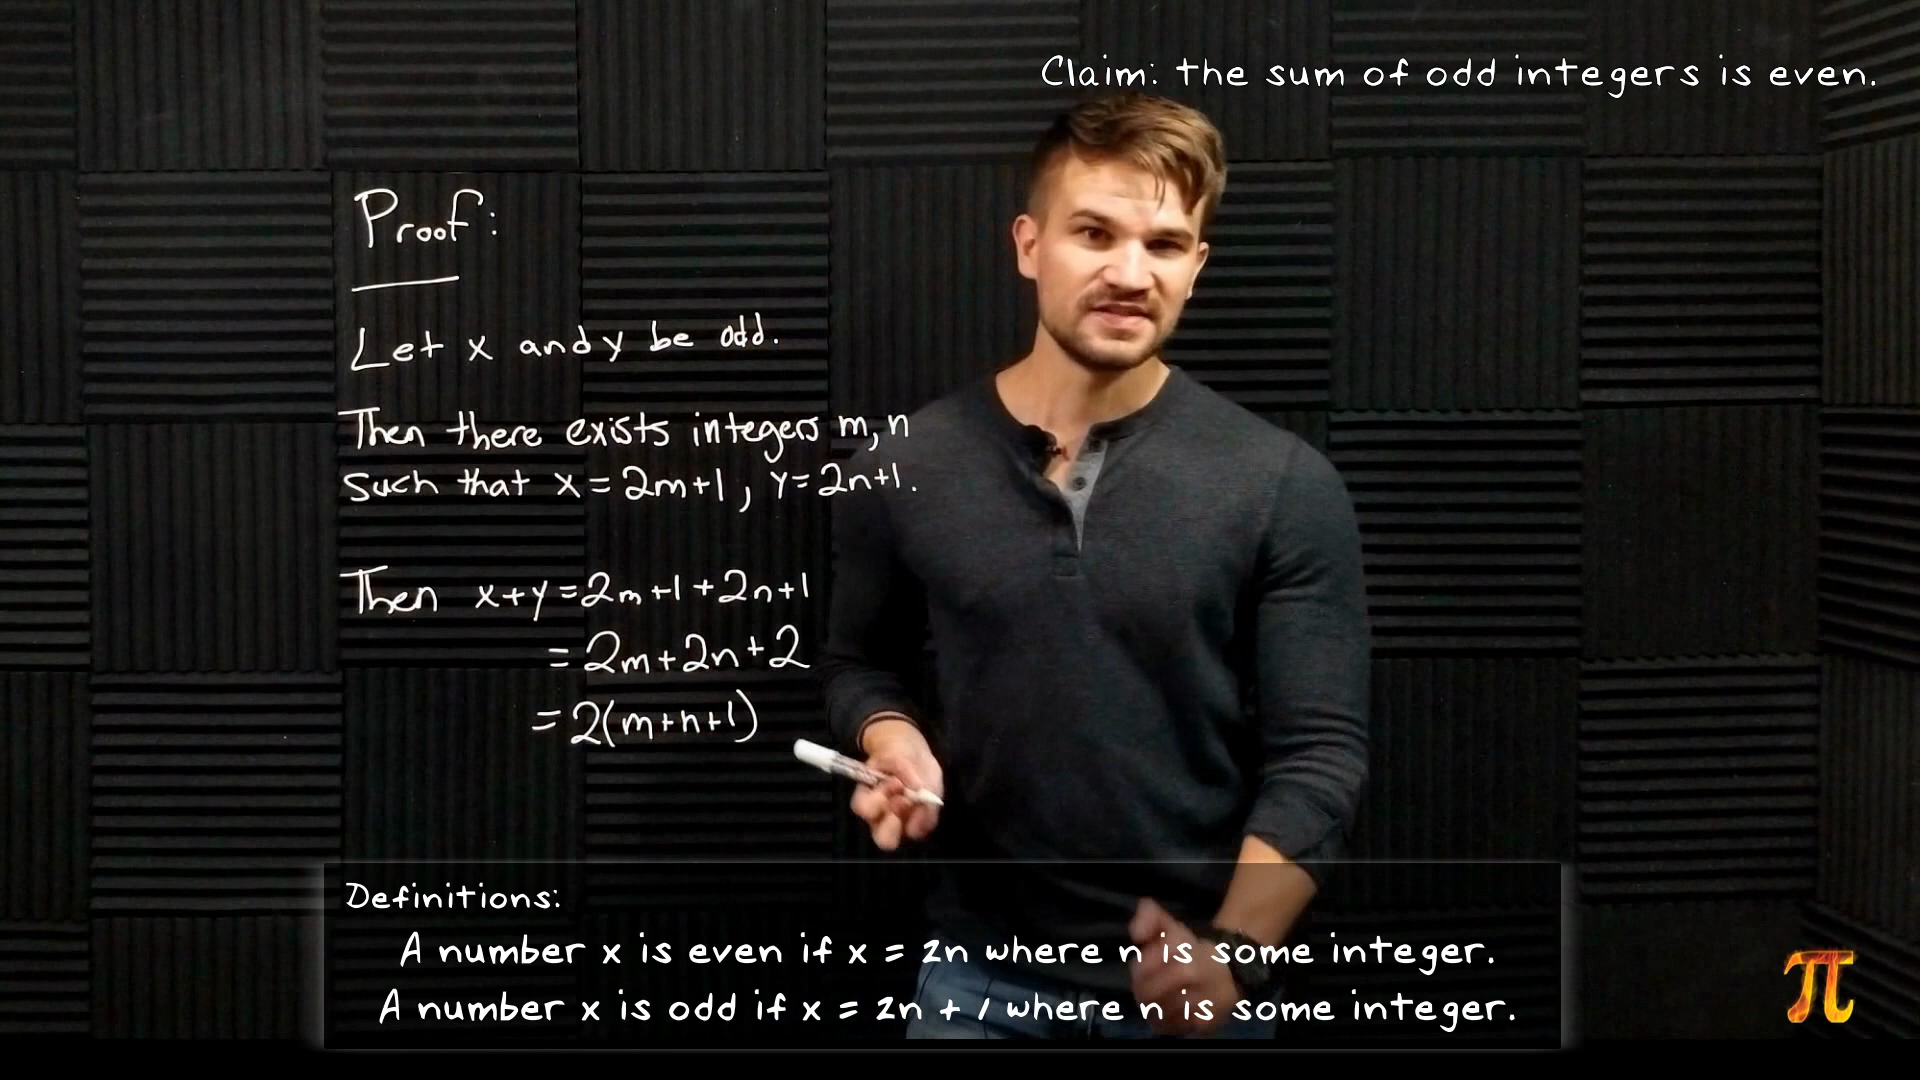 Claim: the sum of odd integers is even.
Proof:
Let x and y be odd.
Then there exists integers m, n
such that x = 2m+1, y = 2n+1.
Then x+y = 2m+1+2n+1
= 2m+2n+2
= 2(m+n+1)
Definitions:
A number x is even if x = 2n where n is some integer.
A number x is odd if x = 2n + 1 where n is some integer.
π